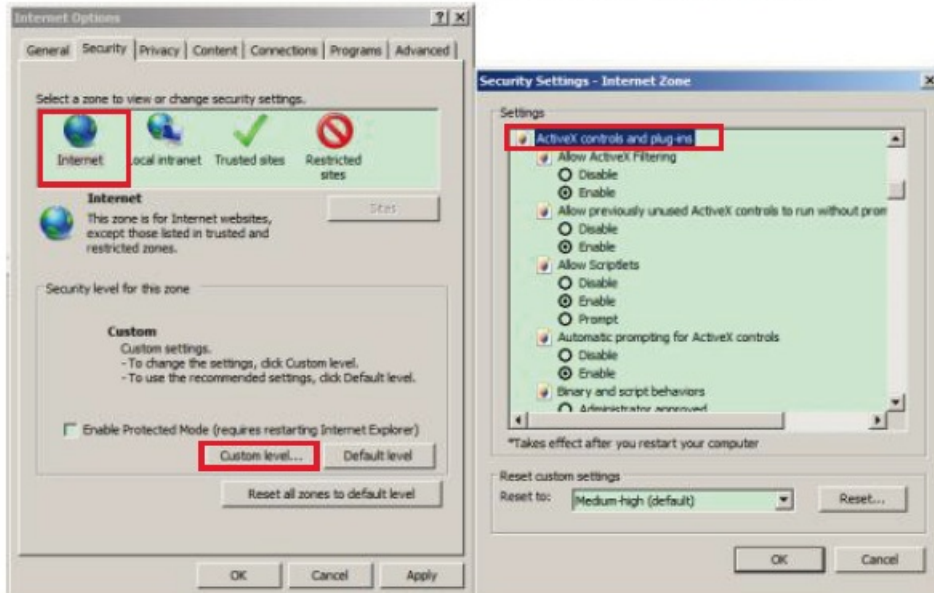 Internet Options
General Security Privacy Content Connections Programs Advanced
Select a zone to view or change security settings.
Internet Local intranet Trusted sites Restricted sites
Internet
This zone is for Internet websites,
except those listed in trusted and
restricted zones.
Sites
Security level for this zone
Custom
Custom settings.
- To change the settings, click Custom level.
- To use the recommended settings, click Default level.
Enable Protected Mode (requires restarting Internet Explorer)
Custom level... Default level
Reset all zones to default level
OK Cancel Apply
Security Settings - Internet Zone
Settings
ActiveX controls and plug-ins
Allow ActiveX Filtering
Disable
Enable
Allow previously unused ActiveX controls to run without prom
Disable
Enable
Allow Scriptlets
Disable
Enable
Prompt
Automatic prompting for ActiveX controls
Disable
Enable
Binary and script behaviors
Administrator approved
*Takes effect after you restart your computer
Reset custom settings
Reset to: Medium-high (default) Reset...
OK Cancel